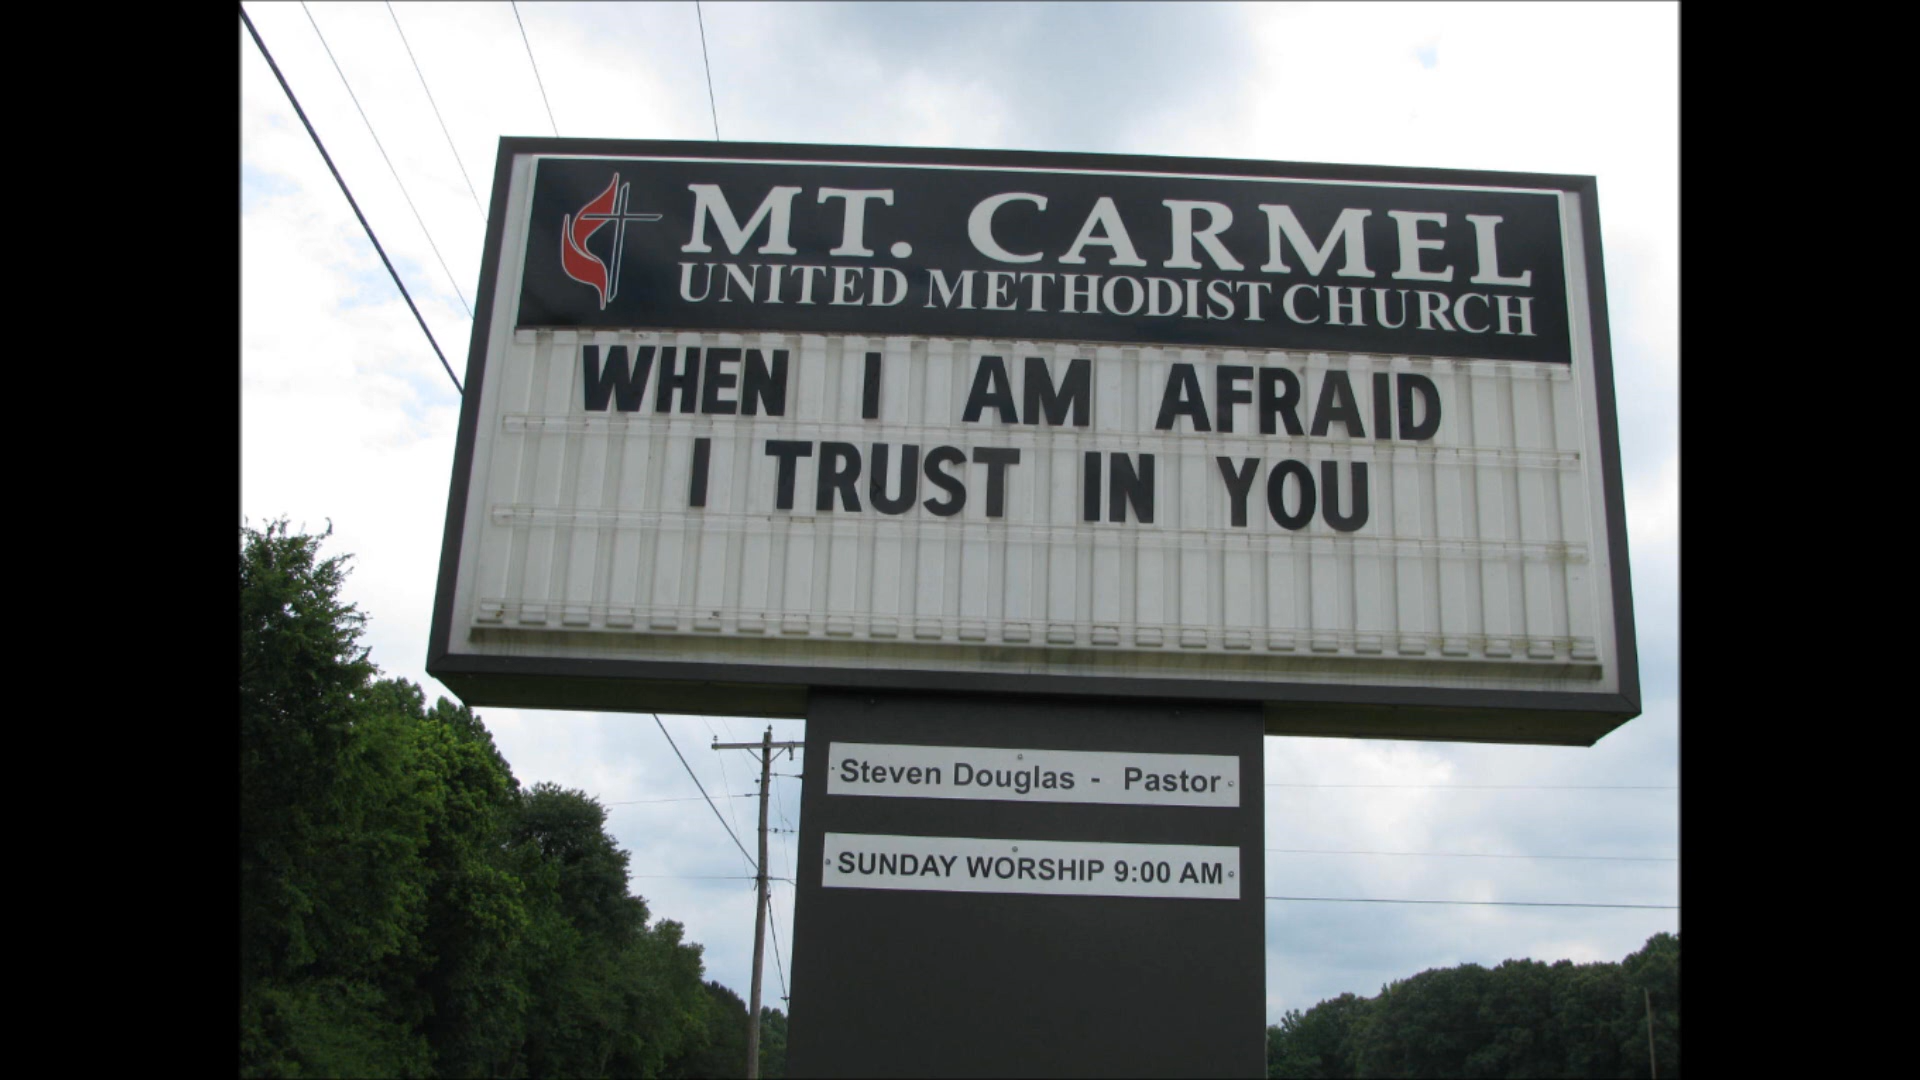 MT. CARMEL
UNITED METHODIST CHURCH
WHEN I AM AFRAID
I TRUST IN YOU
Steven Douglas - Pastor
SUNDAY WORSHIP 9:00 AM